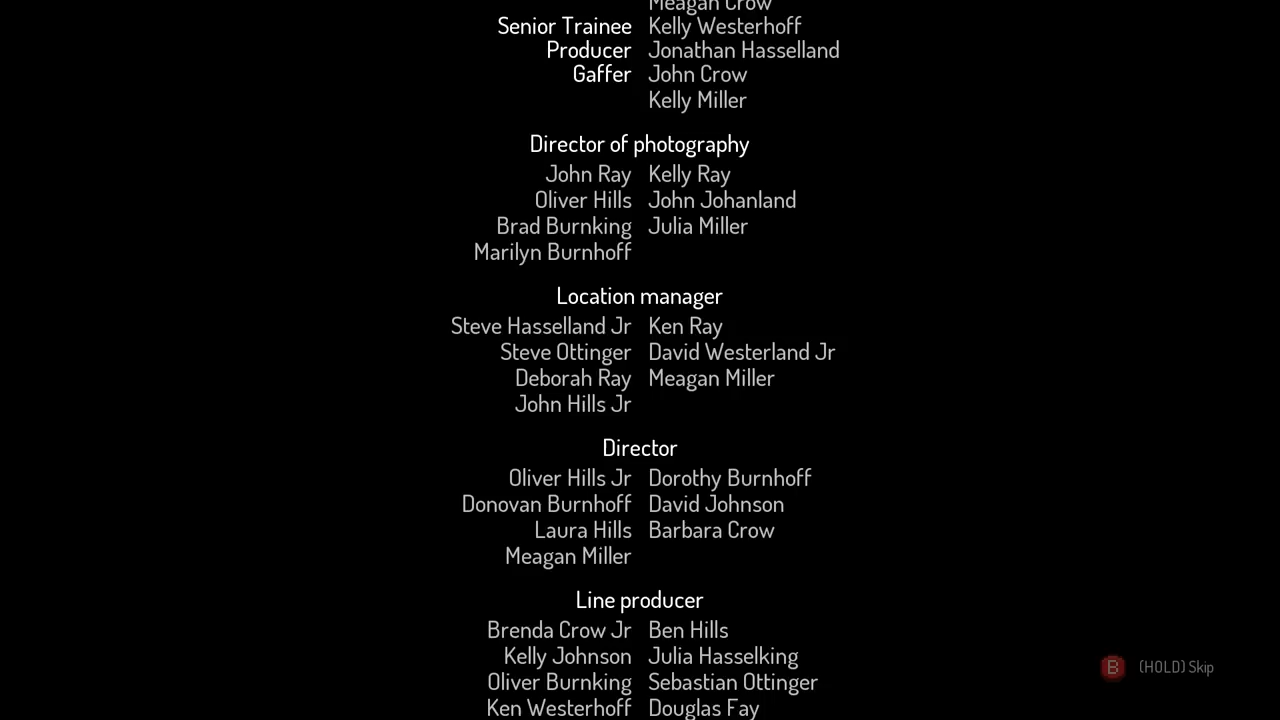 Meagan Crow
Senior Trainee Kelly Westerhoff
Producer Jonathan Hasselland
Gaffer John Crow
Kelly Miller
Director of photography
John Ray Kelly Ray
Oliver Hills John Johanland
Brad Burnking Julia Miller
Marilyn Burnhoff
Location manager
Steve Hasselland Jr Ken Ray
Steve Ottinger David Westerland Jr
Deborah Ray Meagan Miller
John Hills Jr
Director
Oliver Hills Jr Dorothy Burnhoff
Donovan Burnhoff David Johnson
Laura Hills Barbara Crow
Meagan Miller
Line producer
Brenda Crow Jr Ben Hills
Kelly Johnson Julia Hasselking
Oliver Burnking Sebastian Ottinger
Ken Westerhoff Douglas Fay
B (HOLD) Skip